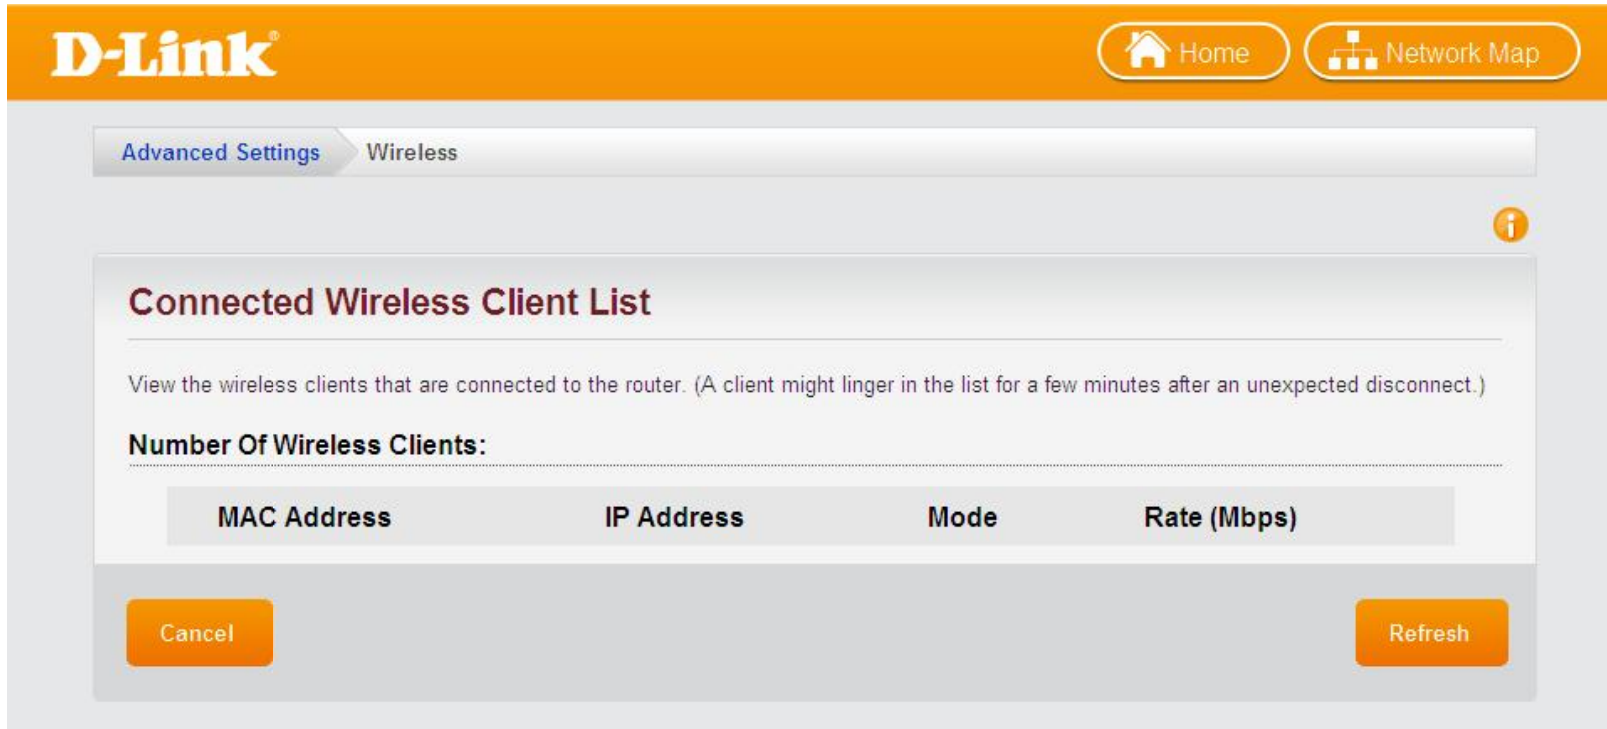 D-Link®
Home
Network Map
Advanced Settings
Wireless
Connected Wireless Client List
View the wireless clients that are connected to the router. (A client might linger in the list for a few minutes after an unexpected disconnect.)
Number Of Wireless Clients:
MAC Address IP Address Mode Rate (Mbps)
Cancel
Refresh